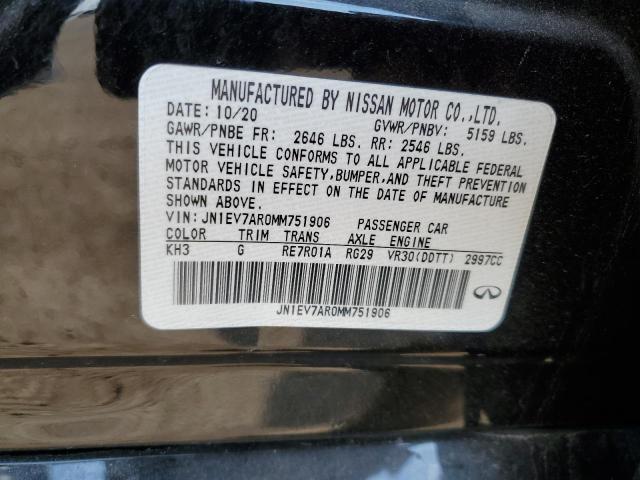 MANUFACTURED BY NISSAN MOTOR CO.,LTD.
DATE: 10/20 GVWR/PNBV: 5159 LBS.
GAWR/PNBE FR: 2646 LBS. RR: 2546 LBS.
THIS VEHICLE CONFORMS TO ALL APPLICABLE FEDERAL
MOTOR VEHICLE SAFETY,BUMPER,AND THEFT PREVENTION
STANDARDS IN EFFECT ON THE DATE OF MANUFACTURE
SHOWN ABOVE.
VIN: JN1EV7AR0MM751906 PASSENGER CAR
COLOR TRIM TRANS AXLE ENGINE
KH3 G RE7R01A RG29 VR30(DDTT) 2997CC
JN1EV7AR0MM751906